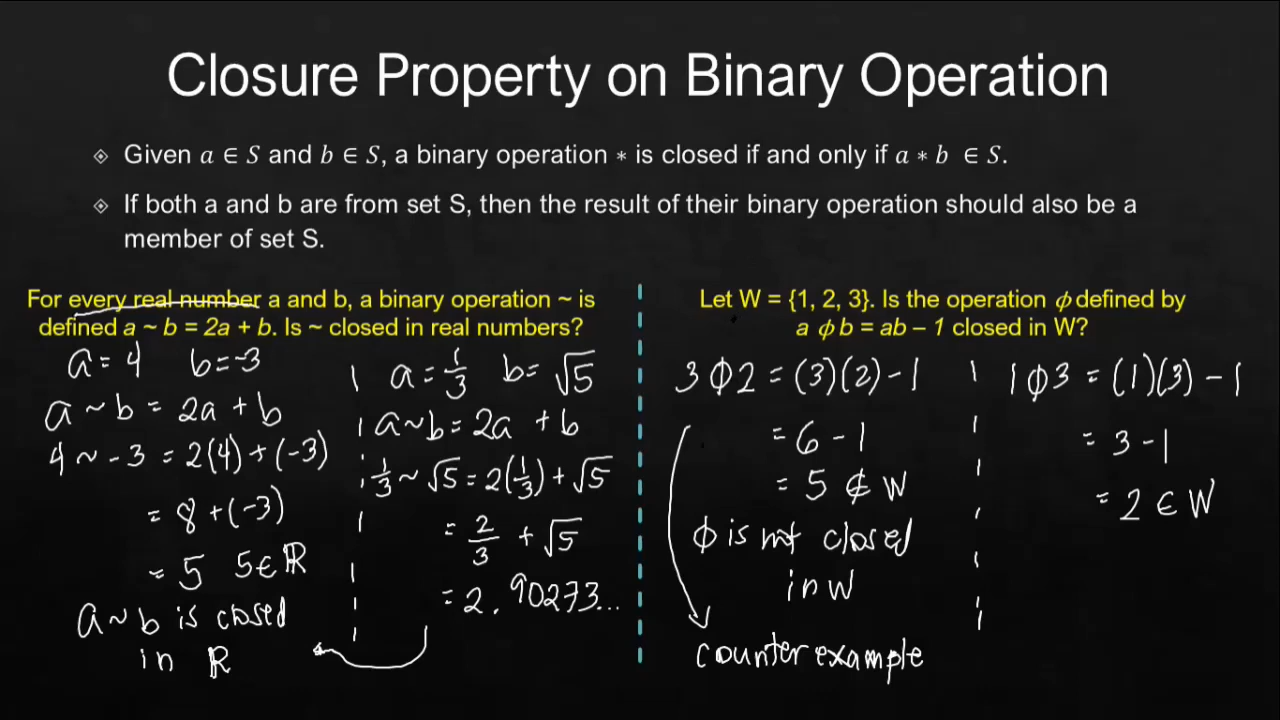 Closure Property on Binary Operation
Given a ∈ S and b ∈ S, a binary operation ∗ is closed if and only if a ∗ b ∈ S.
If both a and b are from set S, then the result of their binary operation should also be a
member of set S.
For every real number a and b, a binary operation ~ is
defined a ~ b = 2a + b. Is ~ closed in real numbers?
a = 4 b = -3
a ~ b = 2a + b
4 ~ -3 = 2(4) + (-3)
= 8 + (-3)
= 5 5 ∈ ℝ
a ~ b is closed
in ℝ
a = 1/3 b = √5
a ~ b = 2a + b
1/3 ~ √5 = 2(1/3) + √5
= 2/3 + √5
= 2.90273...
Let W = {1, 2, 3}. Is the operation ϕ defined by
a ϕ b = ab – 1 closed in W?
3 ϕ 2 = (3)(2) - 1
= 6 - 1
= 5 ∉ W
ϕ is not closed
in W
counter example
1 ϕ 3 = (1)(3) - 1
= 3 - 1
= 2 ∈ W